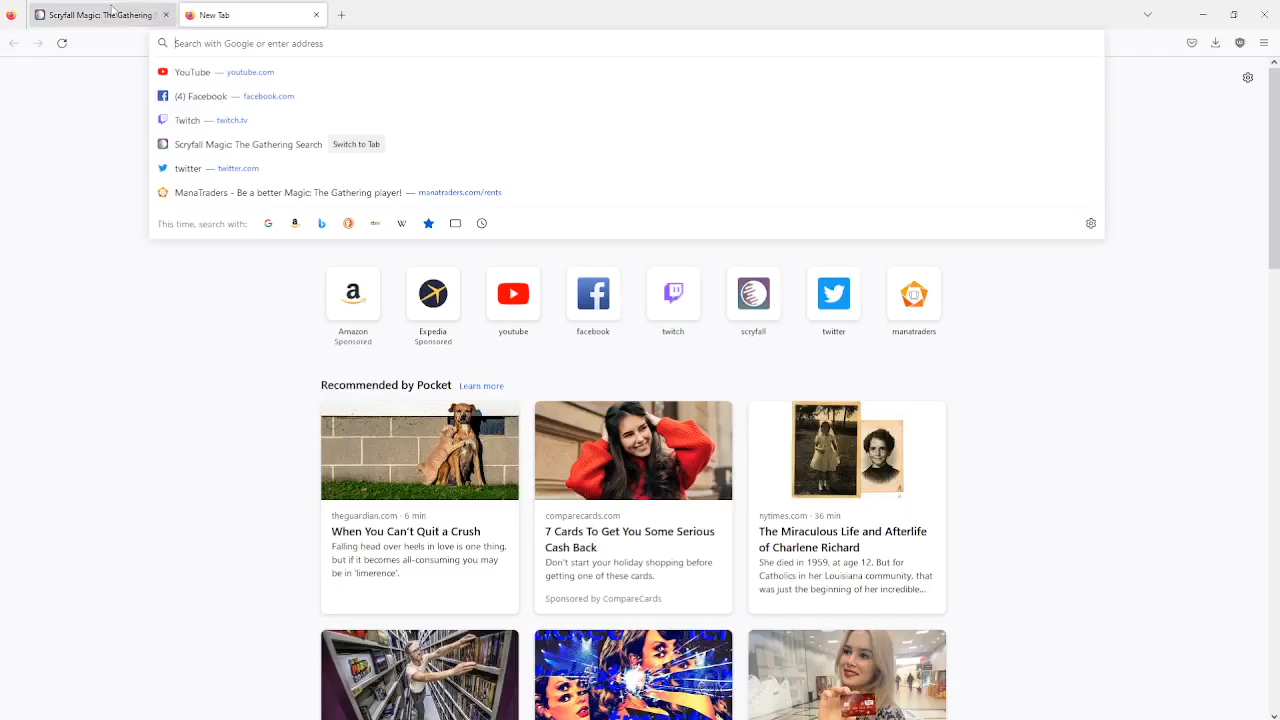 Scryfall Magic: The Gathering S
New Tab
Search with Google or enter address
YouTube — youtube.com
(4) Facebook — facebook.com
Twitch — twitch.tv
Scryfall Magic: The Gathering Search Switch to Tab
twitter — twitter.com
ManaTraders - Be a better Magic: The Gathering player! — manatraders.com/rents
This time, search with:
Amazon
Sponsored
Expedia
Sponsored
youtube
facebook
twitch
scryfall
twitter
manatraders
Recommended by Pocket Learn more
theguardian.com · 6 min
When You Can't Quit a Crush
Falling head over heels in love is one thing,
but if it becomes all-consuming you may
be in 'limerence'.
comparecards.com
7 Cards To Get You Some Serious
Cash Back
Don't start your holiday shopping before
getting one of these cards.
Sponsored by CompareCards
nytimes.com · 36 min
The Miraculous Life and Afterlife
of Charlene Richard
She died in 1959, at age 12. But for
Catholics in her Louisiana community, that
was just the beginning of her incredible...